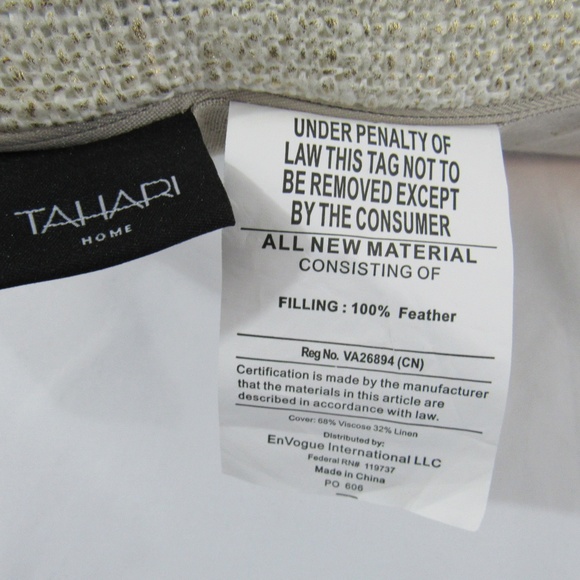 TAHARI
HOME
UNDER PENALTY OF
LAW THIS TAG NOT TO
BE REMOVED EXCEPT
BY THE CONSUMER
ALL NEW MATERIAL
CONSISTING OF
FILLING : 100% Feather
Reg No. VA26894 (CN)
Certification is made by the manufacturer
that the materials in this article are
described in accordance with law.
Cover: 68% Viscose 32% Linen
Distributed by:
EnVogue International LLC
Federal RN# 119737
Made in China
PO 606